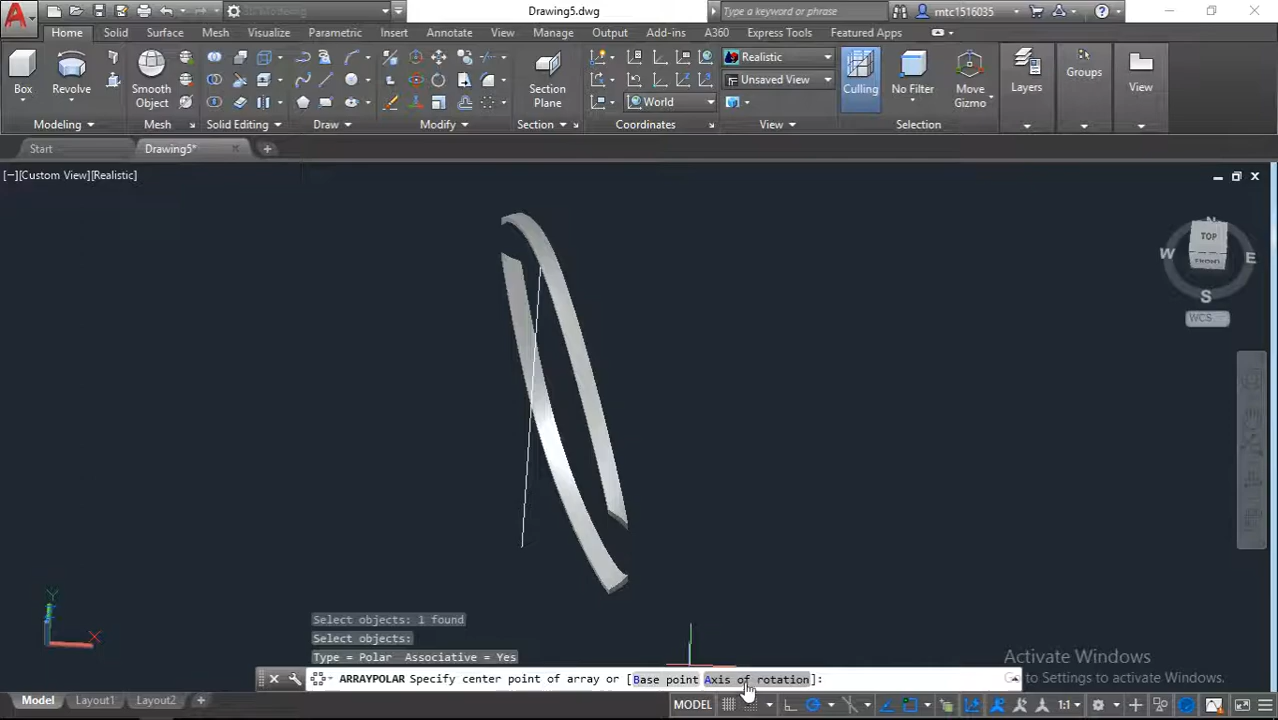 Drawing5.dwg
Type a keyword or phrase
rmtc1516035
Home
Solid
Surface
Mesh
Visualize
Parametric
Insert
Annotate
View
Manage
Output
Add-ins
A360
Express Tools
Featured Apps
Box
Revolve
Smooth
Object
Section
Plane
Realistic
Unsaved View
World
Culling
No Filter
Move
Gizmo
Layers
Groups
View
Modeling
Mesh
Solid Editing
Draw
Modify
Section
Coordinates
View
Selection
Start
Drawing5*
[−][Custom View][Realistic]
N
TOP
FRONT
W
E
S
WCS
Y
X
Select objects: 1 found
Select objects:
Type = Polar Associative = Yes
ARRAYPOLAR Specify center point of array or [Base point Axis of rotation]:
Activate Windows
Go to Settings to activate Windows.
Model
Layout1
Layout2
MODEL
1:1